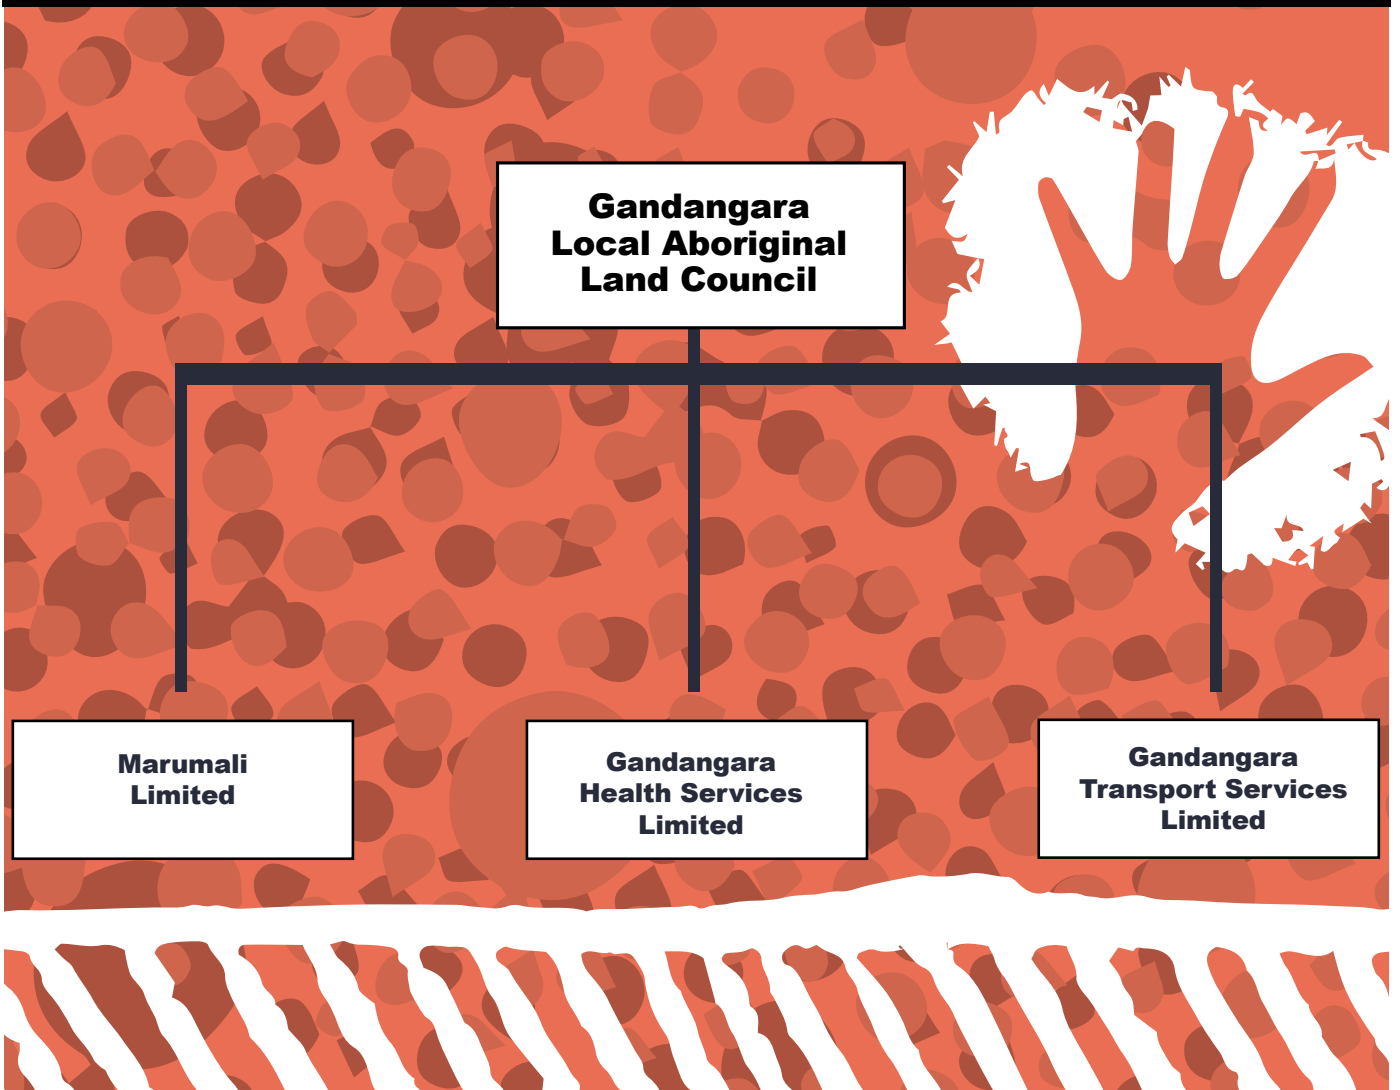 Gandangara
Local Aboriginal
Land Council
Marumali
Limited
Gandangara
Health Services
Limited
Gandangara
Transport Services
Limited